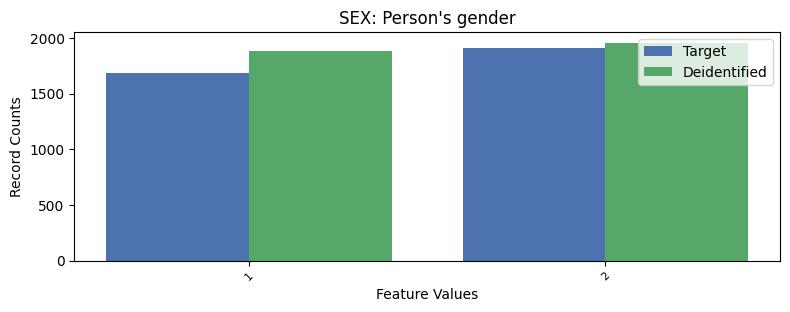 SEX: Person's gender
Target
Deidentified
Record Counts
2000
1500
1000
500
0
1
2
Feature Values